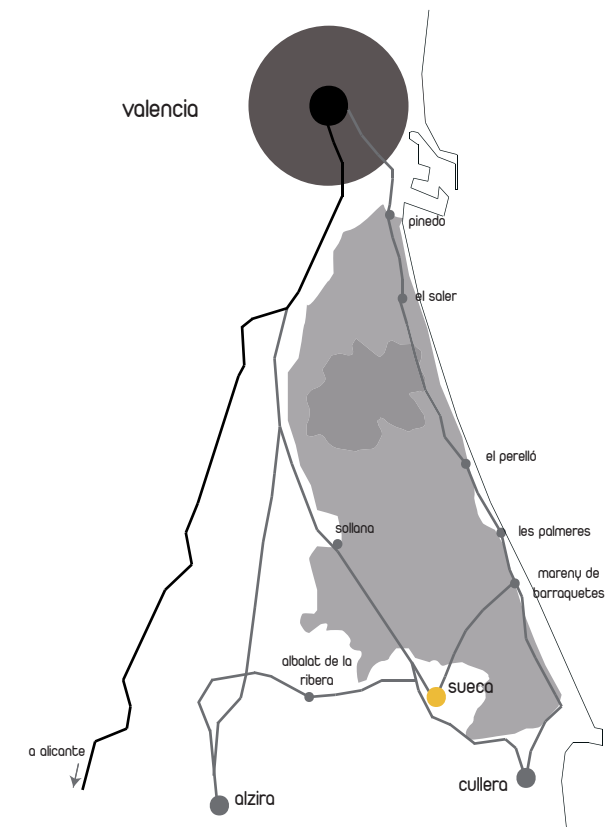 valencia
pinedo
el saler
el perelló
sollana
les palmeres
mareny de
barraquetes
albalat de la
ribera
sueca
a alicante
cullera
alzira